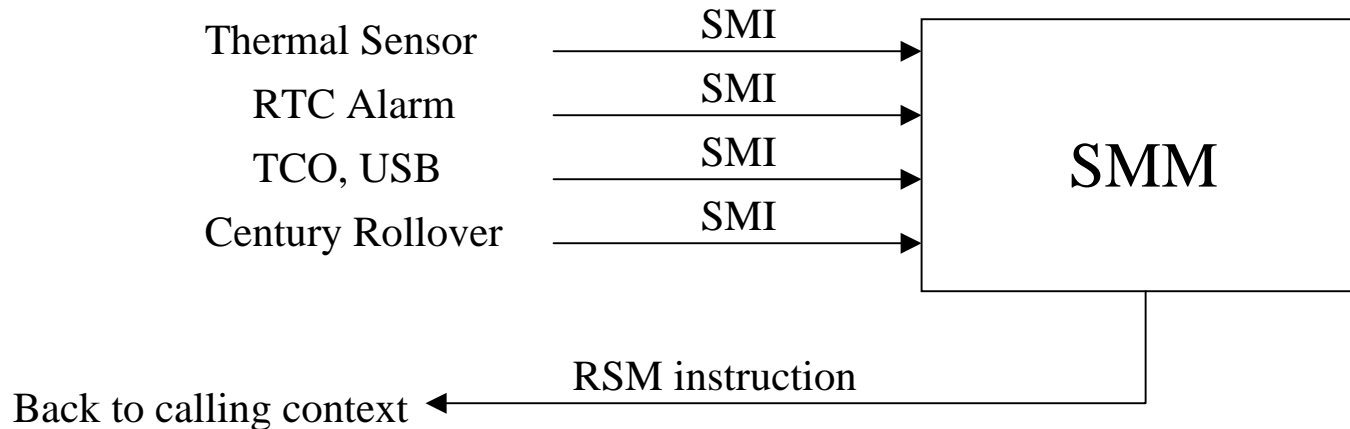 Thermal Sensor
SMI
RTC Alarm
SMI
TCO, USB
SMI
Century Rollover
SMI
SMM
RSM instruction
Back to calling context